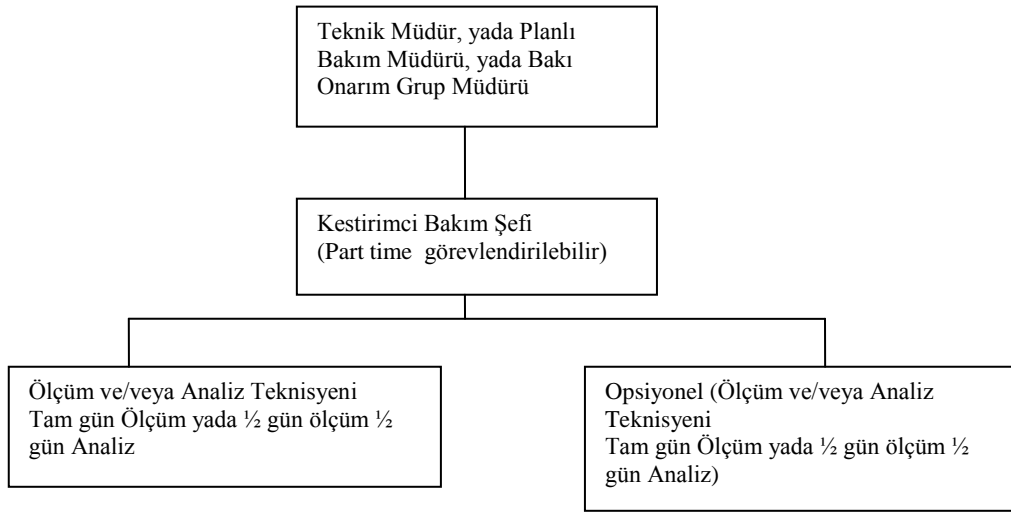 Teknik Müdür, yada Planlı
Bakım Müdürü, yada Bakı
Onarım Grup Müdürü
Kestirimci Bakım Şefi
(Part time görevlendirilebilir)
Ölçüm ve/veya Analiz Teknisyeni
Tam gün Ölçüm yada ½ gün ölçüm ½
gün Analiz
Opsiyonel (Ölçüm ve/veya Analiz
Teknisyeni
Tam gün Ölçüm yada ½ gün ölçüm ½
gün Analiz)